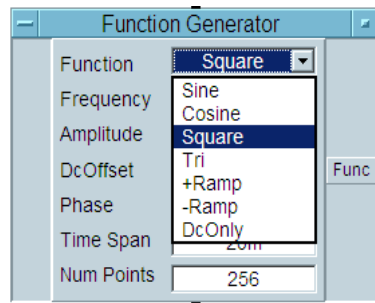 Function Generator
Function Square
Frequency
Sine
Cosine
Amplitude
Square
Tri
DcOffset
Func
+Ramp
Phase
-Ramp
DcOnly
Time Span 20m
Num Points 256